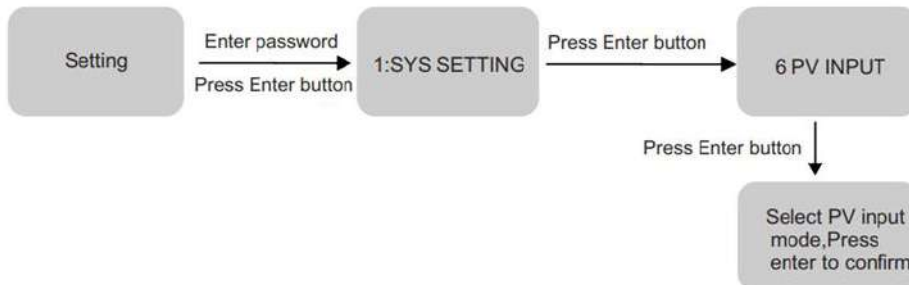 Setting
Enter password
Press Enter button
1:SYS SETTING
Press Enter button
6 PV INPUT
Press Enter button
Select PV input
mode,Press
enter to confirm